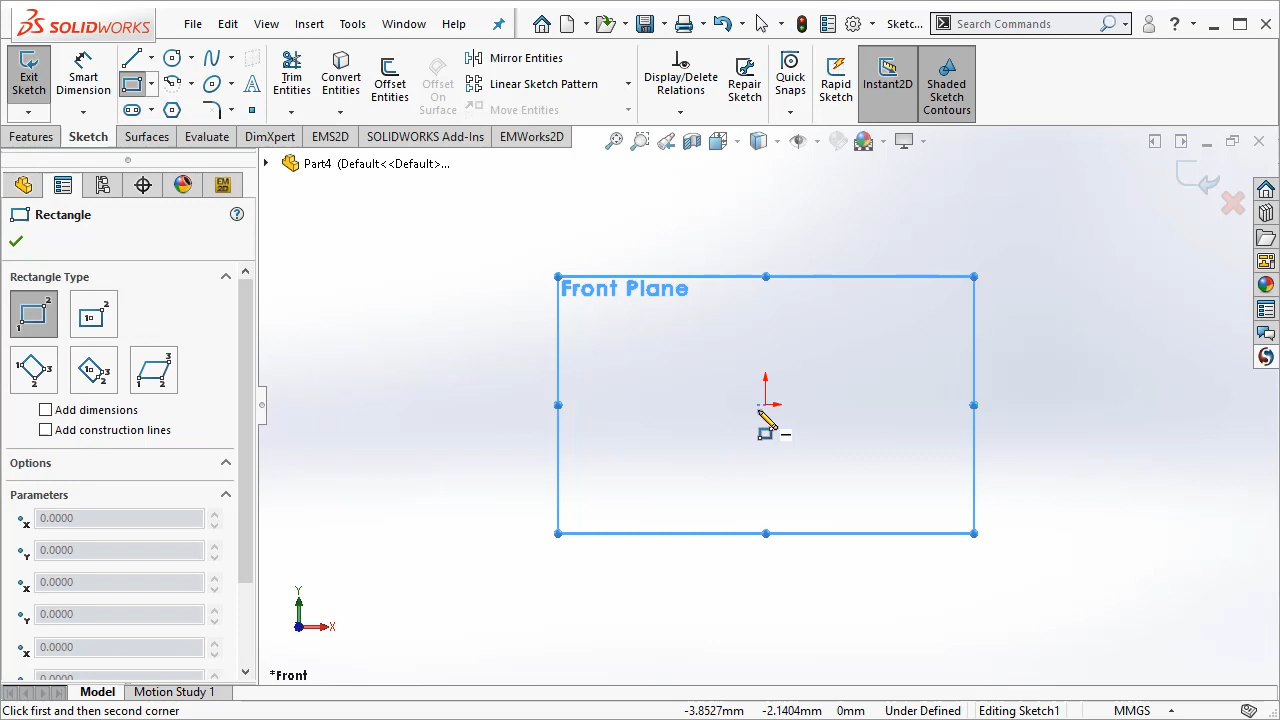 SOLIDWORKS File Edit View Insert Tools Window Help Sketc... Search Commands
Exit Sketch
Smart Dimension
Trim Entities
Convert Entities
Offset Entities
Offset On Surface
Mirror Entities
Linear Sketch Pattern
Move Entities
Display/Delete Relations
Repair Sketch
Quick Snaps
Rapid Sketch
Instant2D
Shaded Sketch Contours
Features Sketch Surfaces Evaluate DimXpert EMS2D SOLIDWORKS Add-Ins EMWorks2D
Part4 (Default<<Default>...
EM 2D
Rectangle
Rectangle Type
Add dimensions
Add construction lines
Options
Parameters
X 0.0000
Y 0.0000
X 0.0000
Y 0.0000
X 0.0000
0.0000
Front Plane
Y
X
*Front
Model Motion Study 1
Click first and then second corner -3.8527mm -2.1404mm 0mm Under Defined Editing Sketch1 MMGS